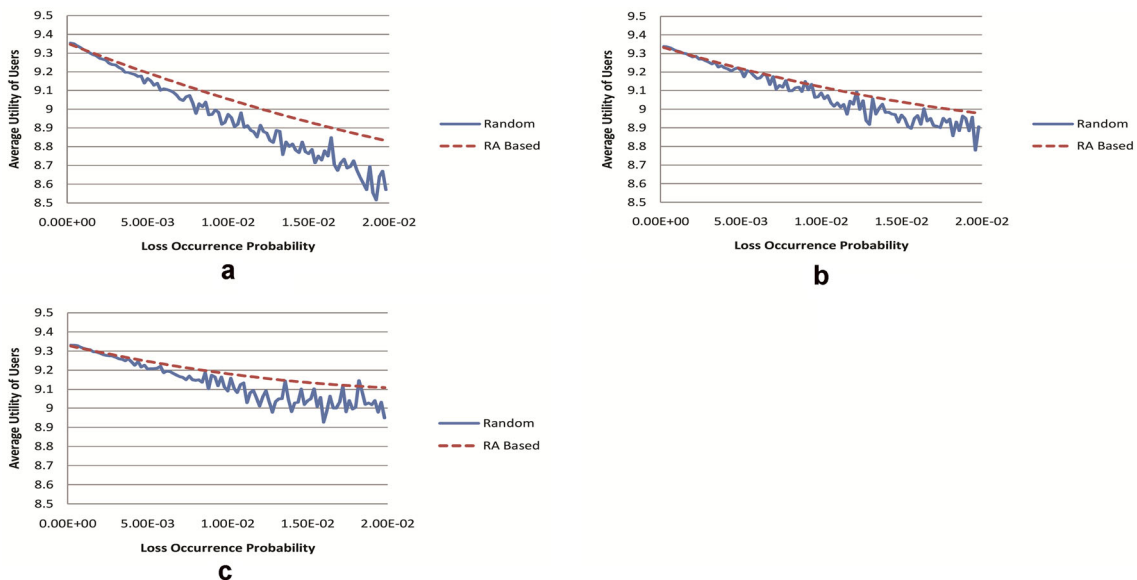 9.5
9.4
9.3
9.2
9.1
9
8.9
8.8
8.7
8.6
8.5
Average Utility of Users
0.00E+00 5.00E-03 1.00E-02 1.50E-02 2.00E-02
Loss Occurrence Probability
Random
RA Based
a
9.5
9.4
9.3
9.2
9.1
9
8.9
8.8
8.7
8.6
8.5
Average Utility of Users
0.00E+00 5.00E-03 1.00E-02 1.50E-02 2.00E-02
Loss Occurrence Probability
Random
RA Based
b
9.5
9.4
9.3
9.2
9.1
9
8.9
8.8
8.7
8.6
8.5
Average Utility of Users
0.00E+00 5.00E-03 1.00E-02 1.50E-02 2.00E-02
Loss Occurrence Probability
Random
RA Based
c